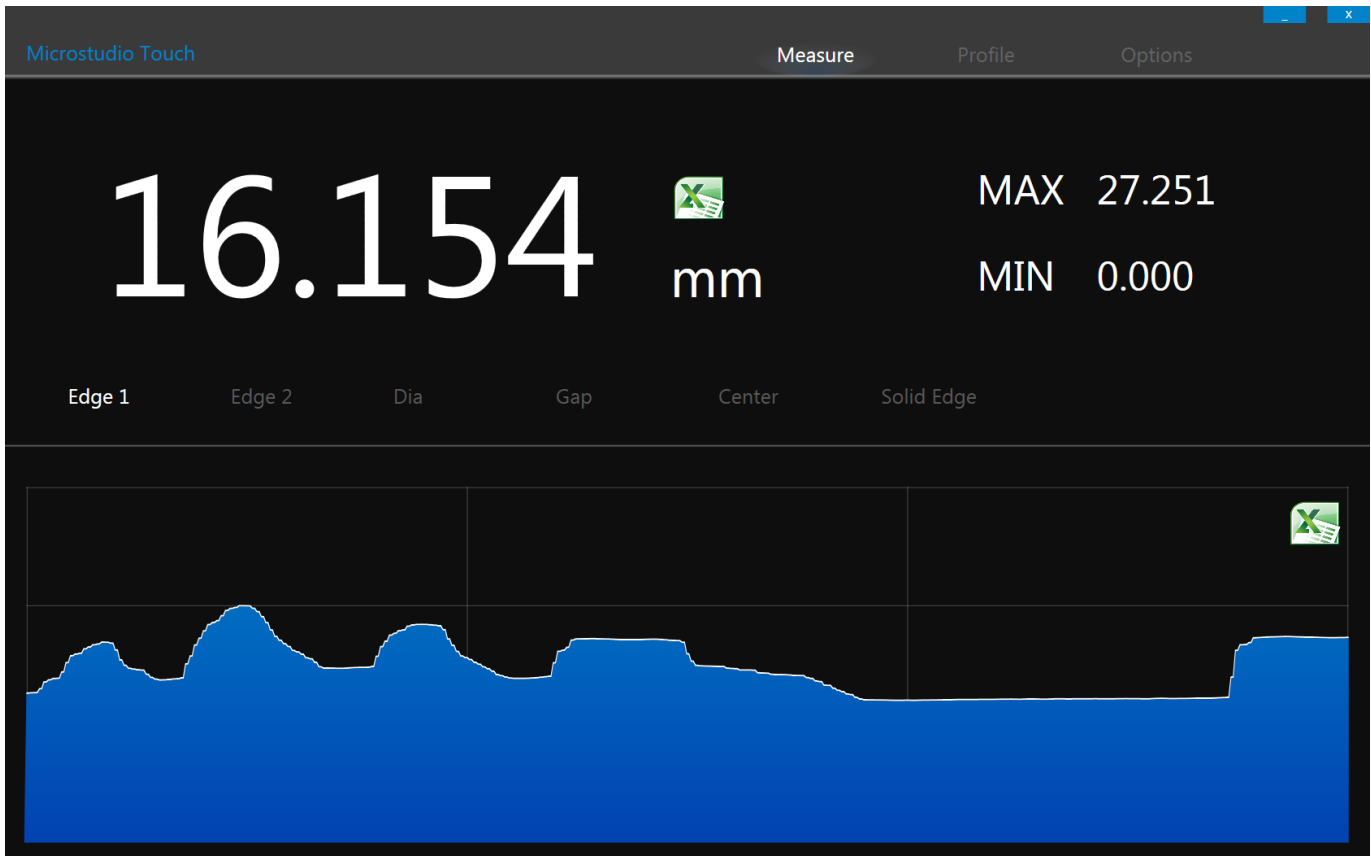 _ x
Microstudio Touch Measure Profile Options
16.154 mm
MAX 27.251
MIN 0.000
Edge 1 Edge 2 Dia Gap Center Solid Edge